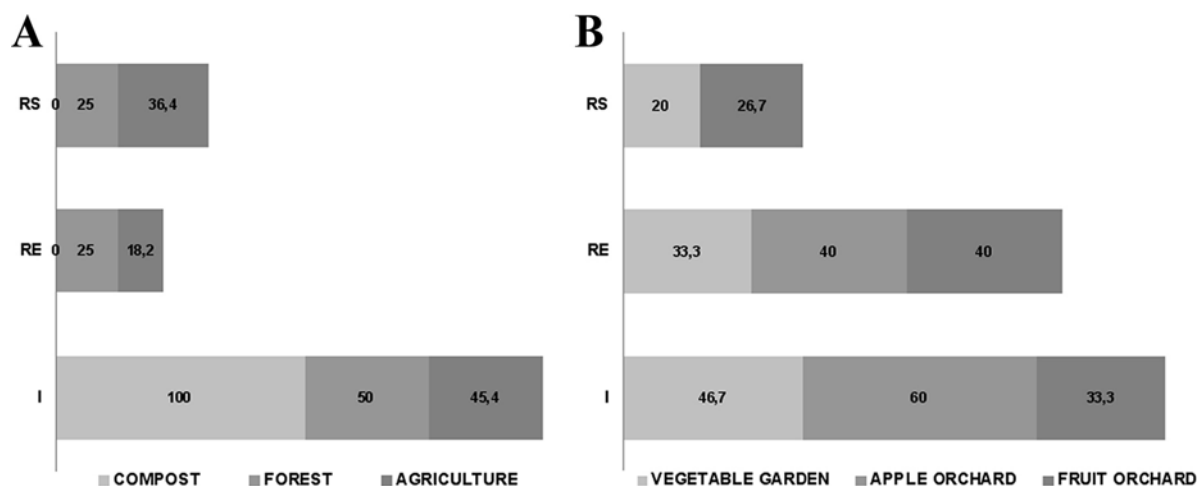 A
RS 0 25 36,4
RE 0 25 18,2
I 100 50 45,4
COMPOST FOREST AGRICULTURE
B
RS 20 26,7
RE 33,3 40 40
I 46,7 60 33,3
VEGETABLE GARDEN APPLE ORCHARD FRUIT ORCHARD